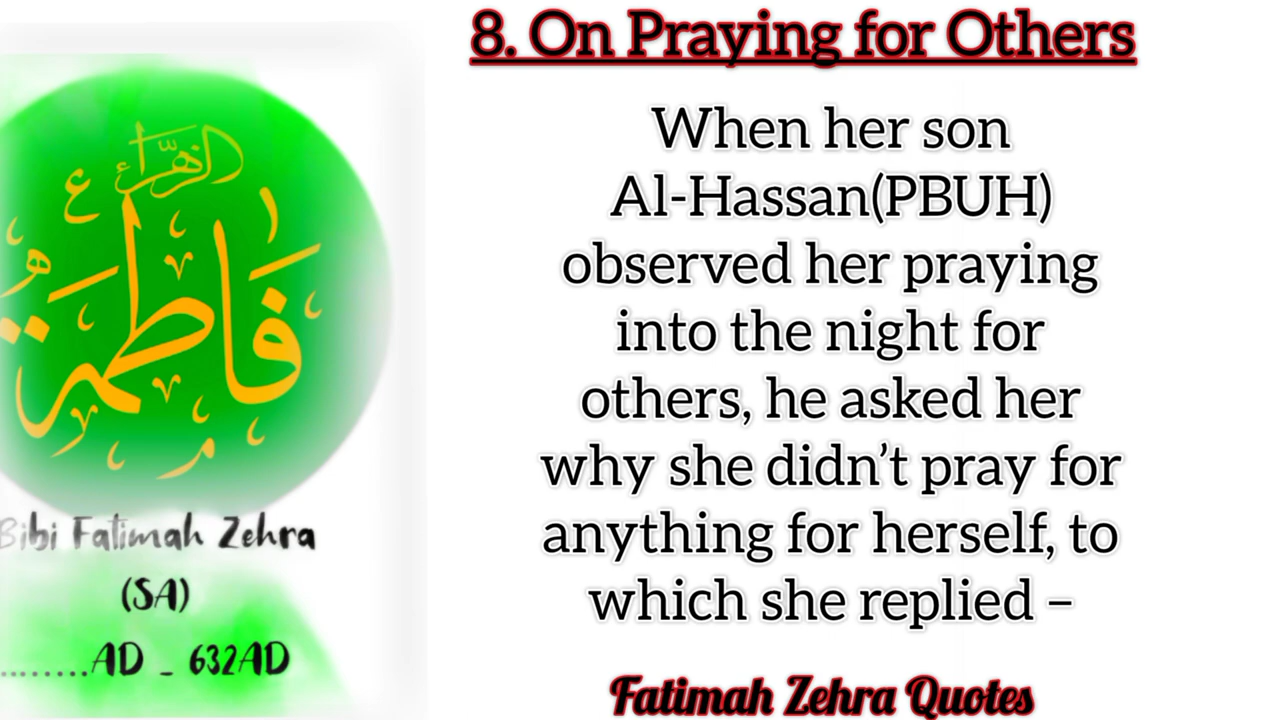 8. On Praying for Others
When her son
Al-Hassan(PBUH)
observed her praying
into the night for
others, he asked her
why she didn’t pray for
anything for herself, to
which she replied –
Fatimah Zehra Quotes
الزهراء
ع
فاطمة
Bibi Fatimah Zehra
(SA)
........AD _ 632AD